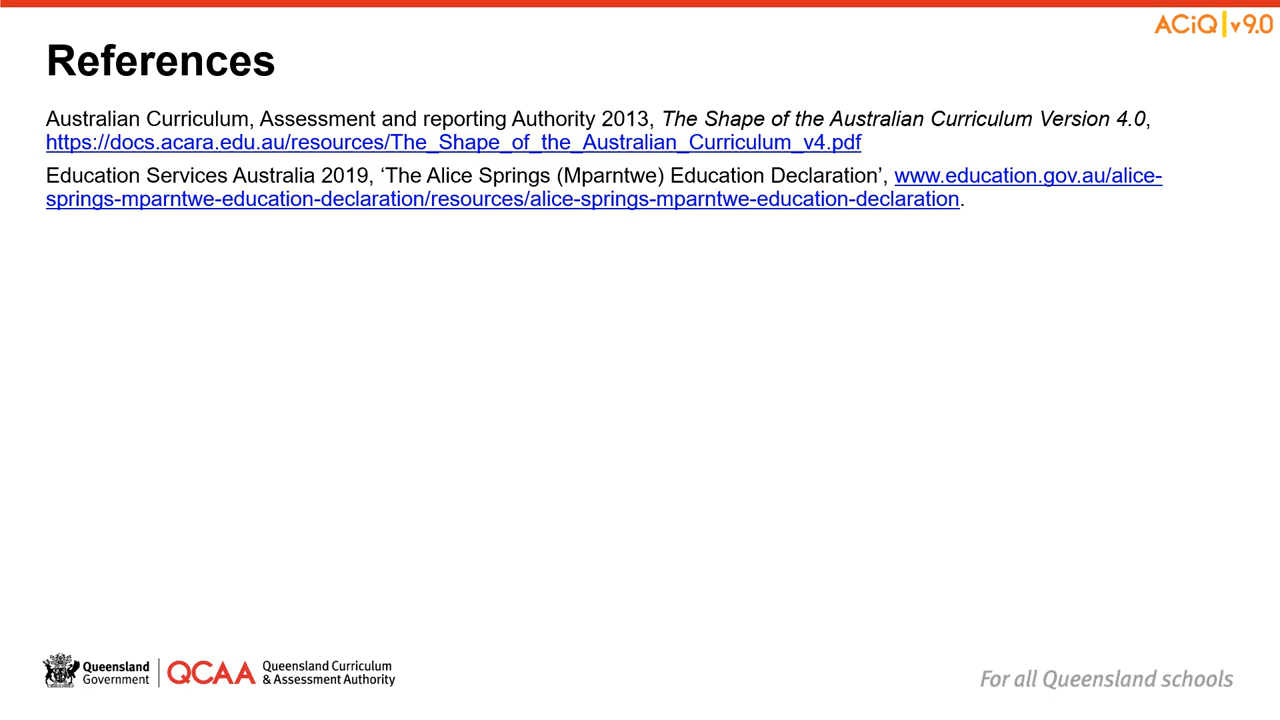 ACiQ v9.0
References
Australian Curriculum, Assessment and reporting Authority 2013, The Shape of the Australian Curriculum Version 4.0,
https://docs.acara.edu.au/resources/The_Shape_of_the_Australian_Curriculum_v4.pdf
Education Services Australia 2019, ‘The Alice Springs (Mparntwe) Education Declaration’, www.education.gov.au/alice-
springs-mparntwe-education-declaration/resources/alice-springs-mparntwe-education-declaration.
Queensland
Government
QCAA
Queensland Curriculum
& Assessment Authority
For all Queensland schools